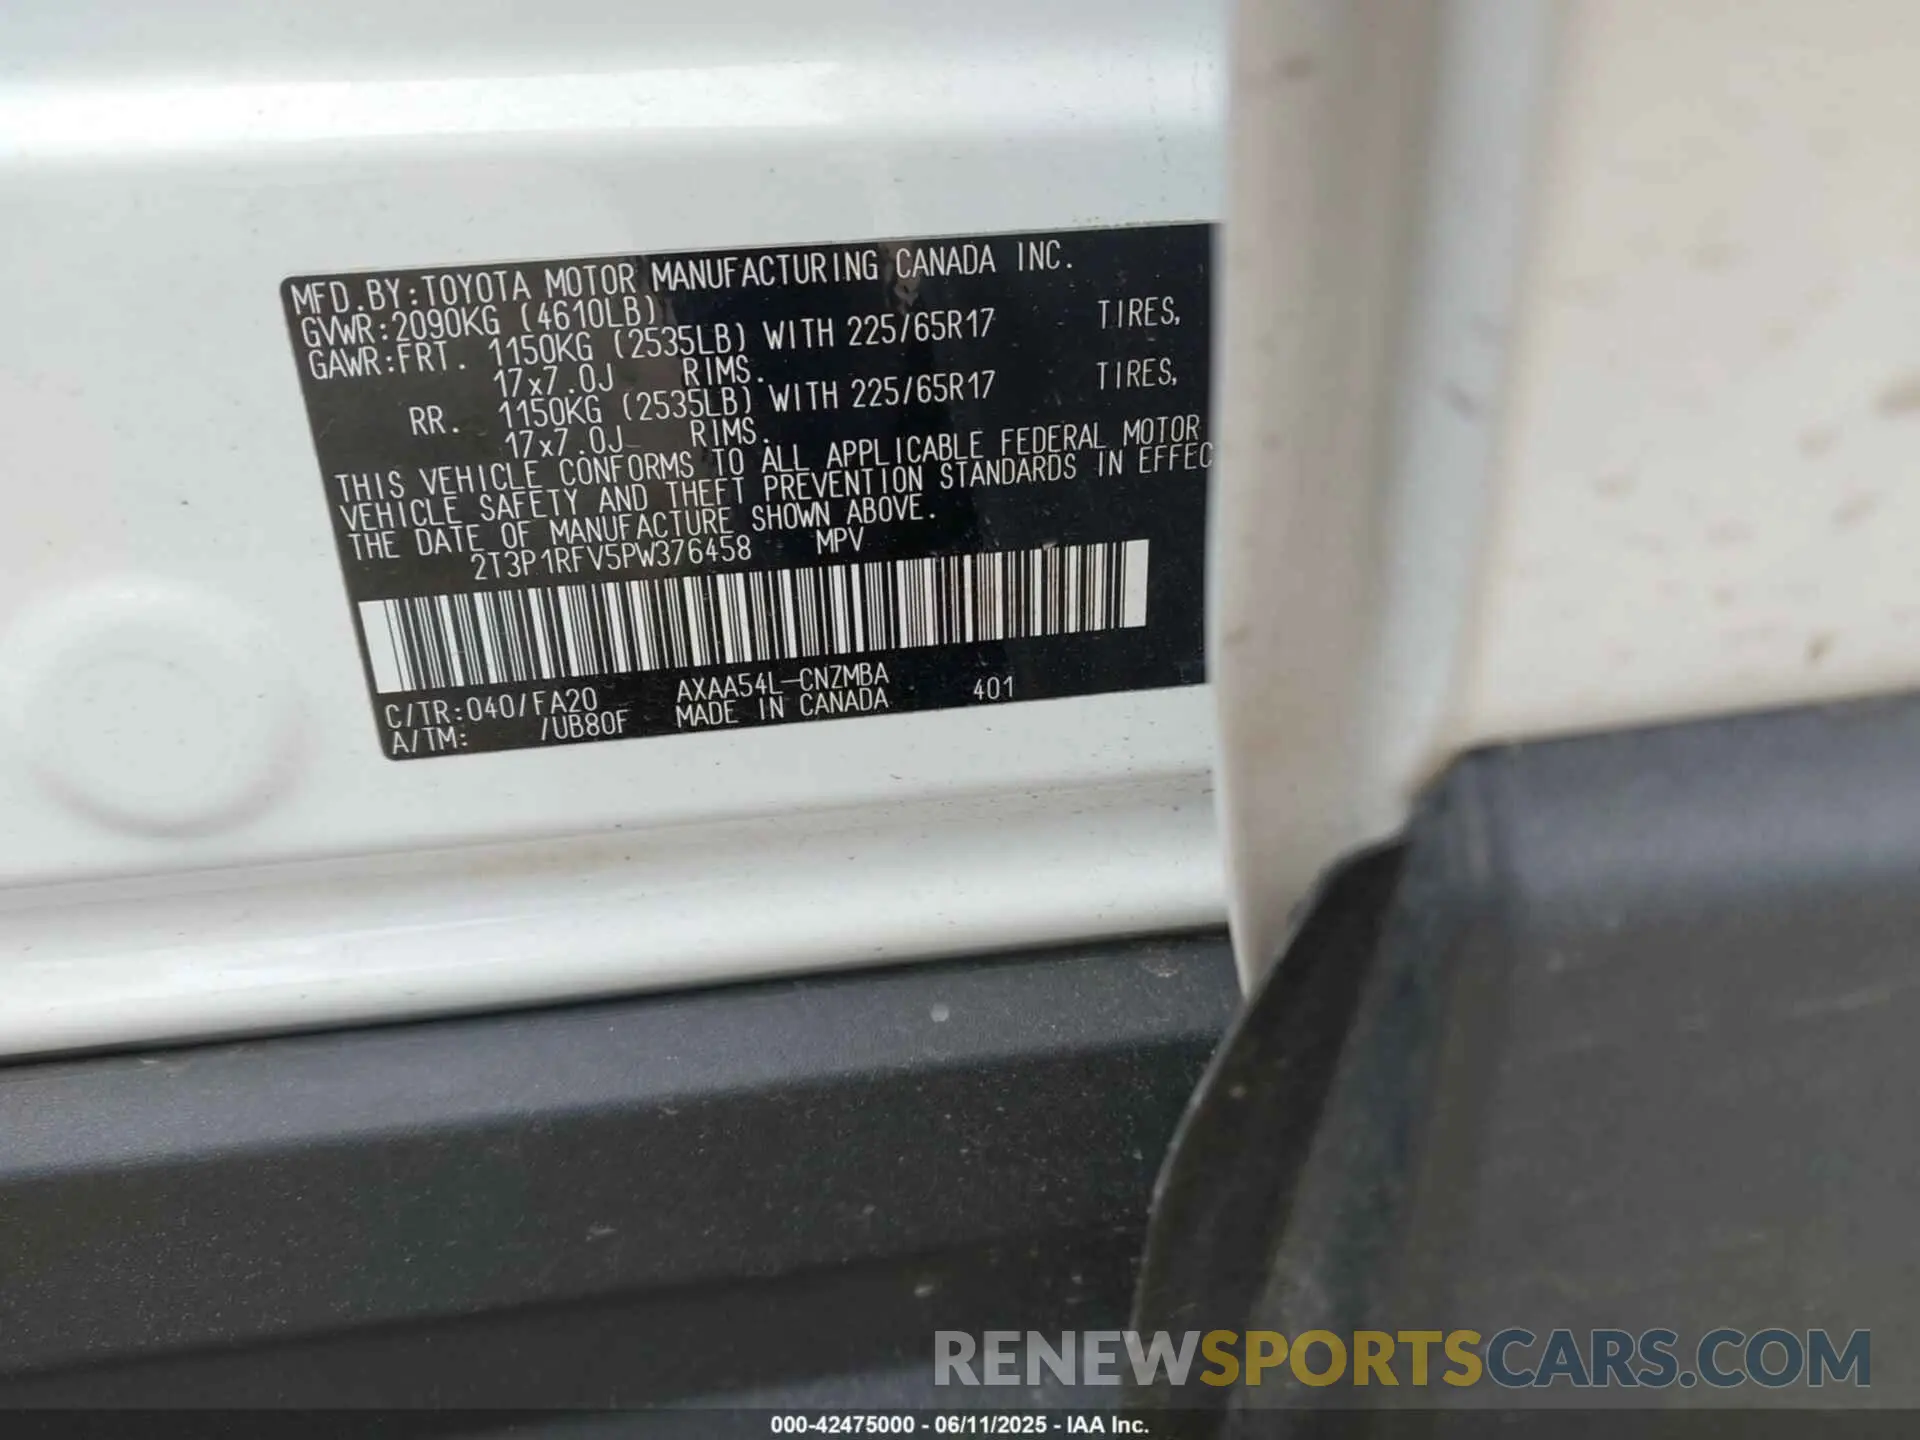 MFD.BY:TOYOTA MOTOR MANUFACTURING CANADA INC.
GVWR:2090KG (4610LB)
GAWR:FRT. 1150KG (2535LB) WITH 225/65R17 TIRES,
17x7.0J RIMS.
RR. 1150KG (2535LB) WITH 225/65R17 TIRES,
17x7.0J RIMS.
THIS VEHICLE CONFORMS TO ALL APPLICABLE FEDERAL MOTOR
VEHICLE SAFETY AND THEFT PREVENTION STANDARDS IN EFFEC
THE DATE OF MANUFACTURE SHOWN ABOVE.
2T3P1RFV5PW376458 MPV
C/TR:040/FA20 AXAA54L-CNZMBA 401
A/TM: /UB80F MADE IN CANADA
RENEWSPORTSCARS.COM
000-42475000 - 06/11/2025 - IAA Inc.